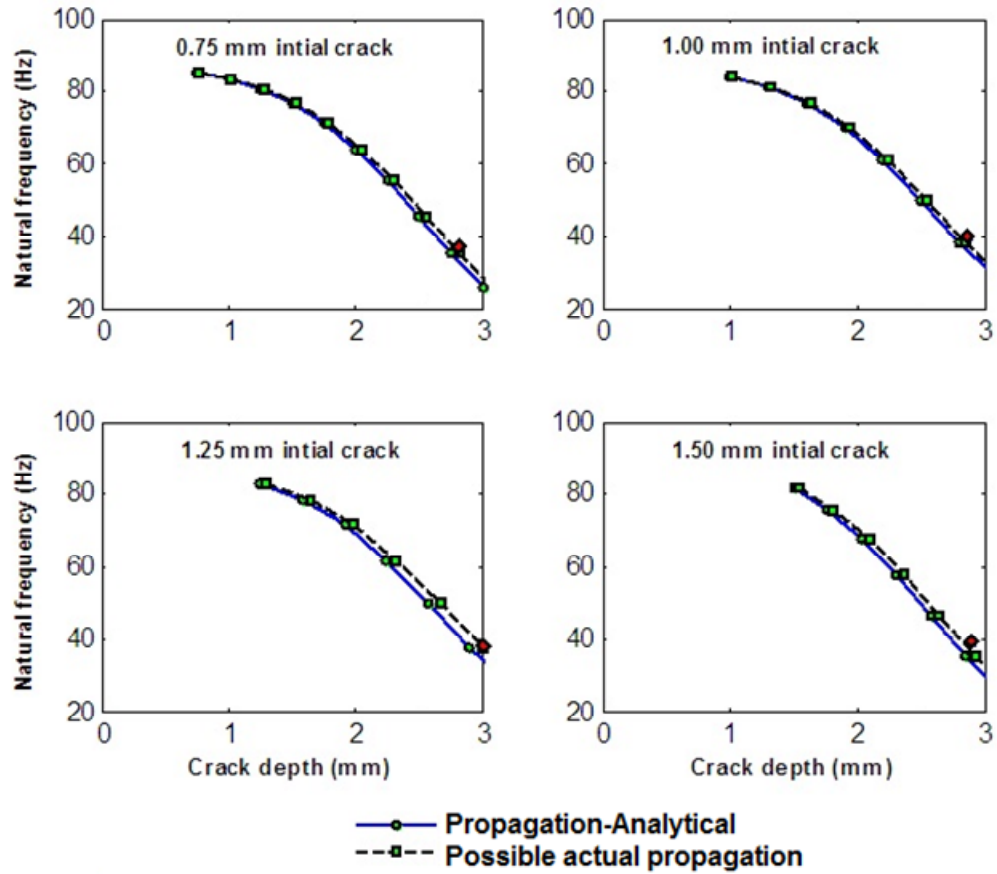 100
80
60
40
20
0 1 2 3
Natural frequency (Hz)
0.75 mm intial crack
100
80
60
40
20
0 1 2 3
1.00 mm intial crack
100
80
60
40
20
0 1 2 3
Natural frequency (Hz)
1.25 mm intial crack
Crack depth (mm)
100
80
60
40
20
0 1 2 3
1.50 mm intial crack
Crack depth (mm)
Propagation-Analytical
Possible actual propagation